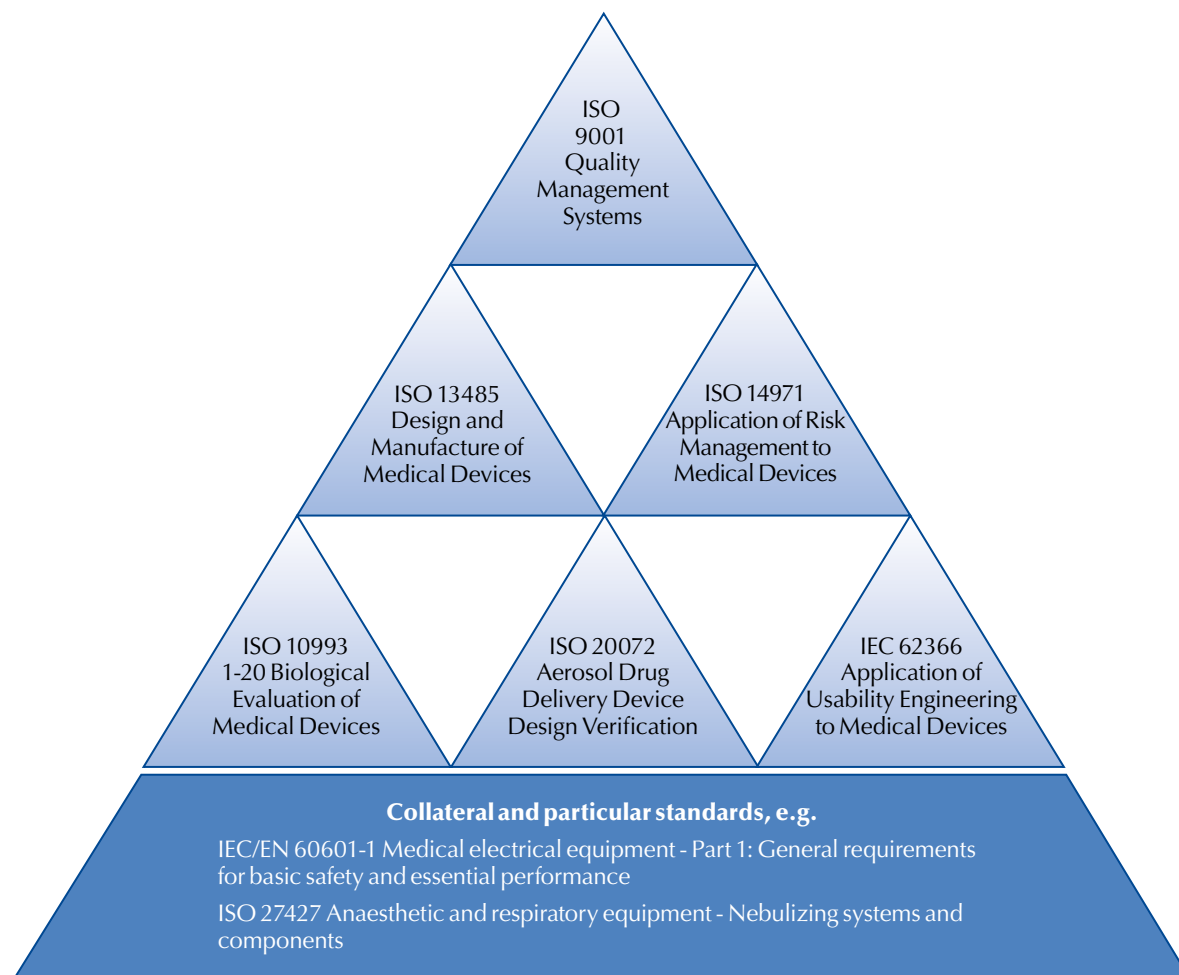 ISO
9001
Quality
Management
Systems
ISO 13485
Design and
Manufacture of
Medical Devices
ISO 14971
Application of Risk
Management to
Medical Devices
ISO 10993
1-20 Biological
Evaluation of
Medical Devices
ISO 20072
Aerosol Drug
Delivery Device
Design Verification
IEC 62366
Application of
Usability Engineering
to Medical Devices
Collateral and particular standards, e.g.
IEC/EN 60601-1 Medical electrical equipment - Part 1: General requirements
for basic safety and essential performance
ISO 27427 Anaesthetic and respiratory equipment - Nebulizing systems and
components